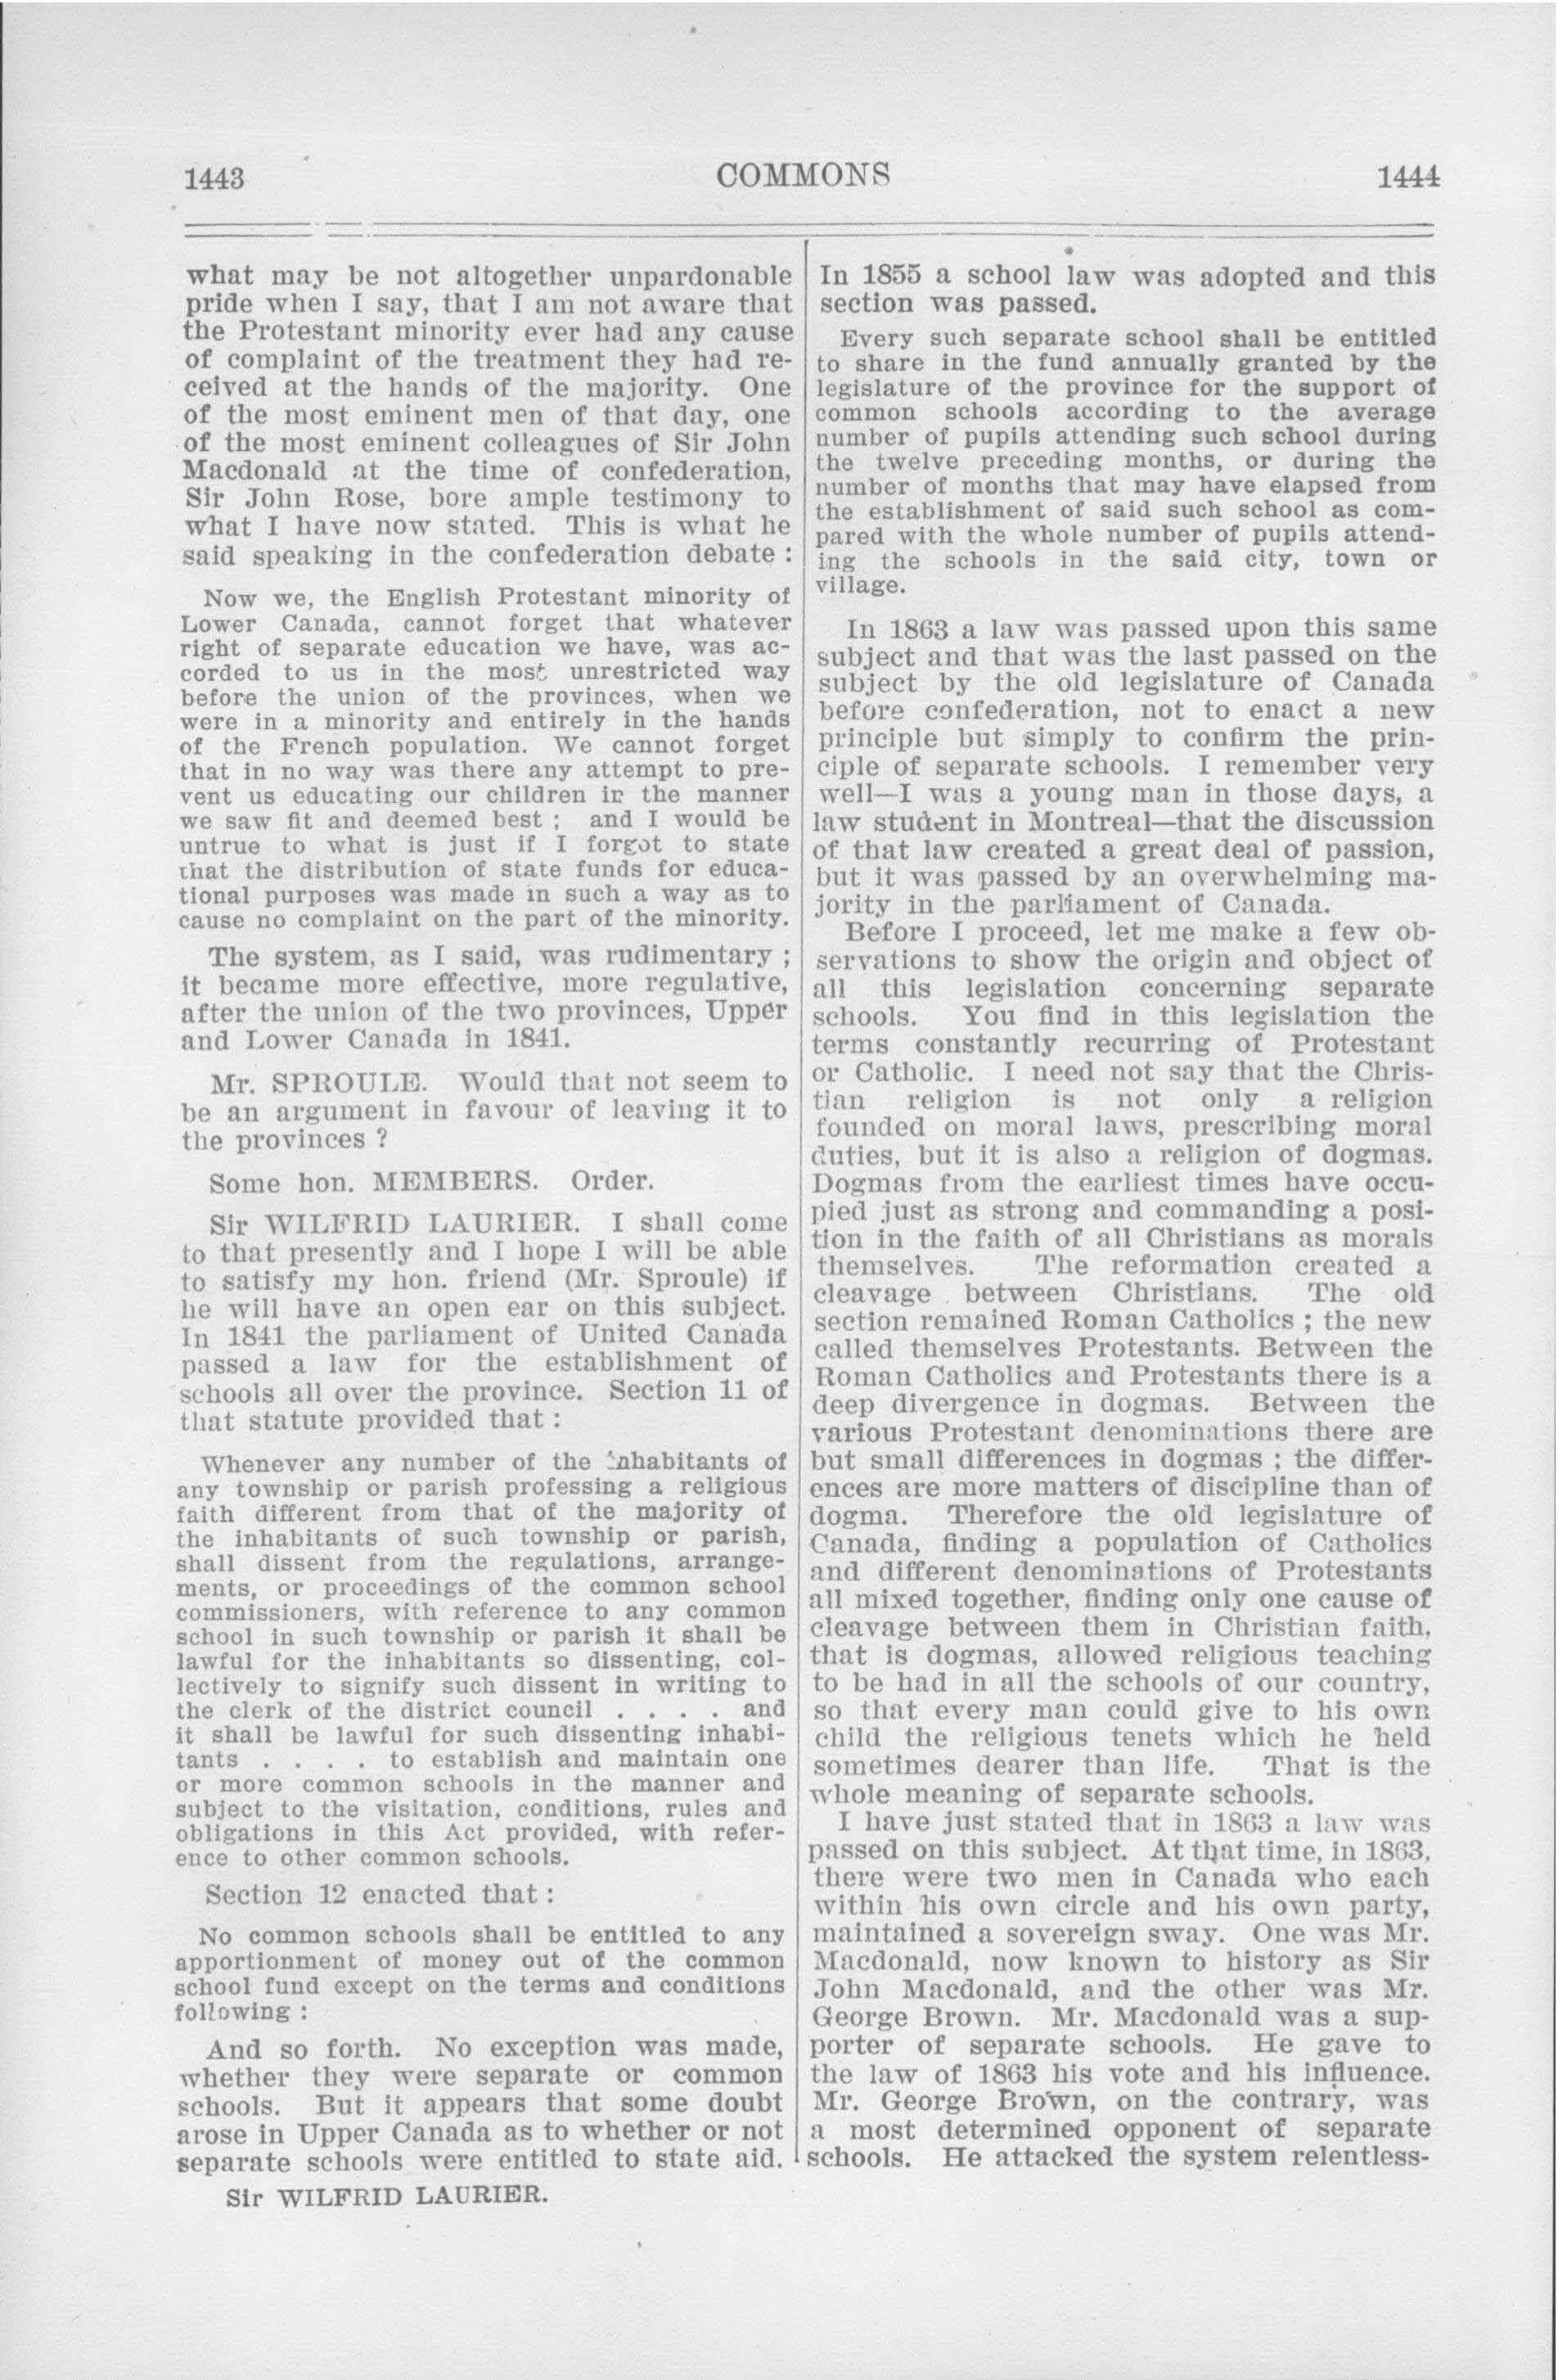 1443
COMMONS
1444
what may be not altogether unpardonable
pride when I say, that I am not aware that
the Protestant minority ever had any cause
of complaint of the treatment they had re-
ceived at the hands of the majority. One
of the most eminent men of that day, one
of the most eminent colleagues of Sir John
Macdonald at the time of confederation,
Sir John Rose, bore ample testimony to
what I have now stated. This is what he
said speaking in the confederation debate :
Now we, the English Protestant minority of
Lower Canada, cannot forget that whatever
right of separate education we have, was ac-
corded to us in the most unrestricted way
before the union of the provinces, when we
were in a minority and entirely in the hands
of the French population. We cannot forget
that in no way was there any attempt to pre-
vent us educating our children in the manner
we saw fit and deemed best ; and I would be
untrue to what is just if I forgot to state
that the distribution of state funds for educa-
tional purposes was made in such a way as to
cause no complaint on the part of the minority.
The system, as I said, was rudimentary ;
it became more effective, more regulative,
after the union of the two provinces, Upper
and Lower Canada in 1841.
Mr. SPROULE. Would that not seem to
be an argument in favour of leaving it to
the provinces ?
Some hon. MEMBERS. Order.
Sir WILFRID LAURIER. I shall come
to that presently and I hope I will be able
to satisfy my hon. friend (Mr. Sproule) if
he will have an open ear on this subject.
In 1841 the parliament of United Canada
passed a law for the establishment of
schools all over the province. Section 11 of
that statute provided that :
Whenever any number of the inhabitants of
any township or parish professing a religious
faith different from that of the majority of
the inhabitants of such township or parish,
shall dissent from the regulations, arrange-
ments, or proceedings of the common school
commissioners, with reference to any common
school in such township or parish it shall be
lawful for the inhabitants so dissenting, col-
lectively to signify such dissent in writing to
the clerk of the district council . . . . and
it shall be lawful for such dissenting inhabi-
tants . . . . to establish and maintain one
or more common schools in the manner and
subject to the visitation, conditions, rules and
obligations in this Act provided, with refer-
ence to other common schools.
Section 12 enacted that :
No common schools shall be entitled to any
apportionment of money out of the common
school fund except on the terms and conditions
following :
And so forth. No exception was made,
whether they were separate or common
schools. But it appears that some doubt
arose in Upper Canada as to whether or not
separate schools were entitled to state aid.
Sir WILFRID LAURIER.
In 1855 a school law was adopted and this
section was passed.
Every such separate school shall be entitled
to share in the fund annually granted by the
legislature of the province for the support of
common schools according to the average
number of pupils attending such school during
the twelve preceding months, or during the
number of months that may have elapsed from
the establishment of said such school as com-
pared with the whole number of pupils attend-
ing the schools in the said city, town or
village.
In 1863 a law was passed upon this same
subject and that was the last passed on the
subject by the old legislature of Canada
before confederation, not to enact a new
principle but simply to confirm the prin-
ciple of separate schools. I remember very
well—I was a young man in those days, a
law student in Montreal—that the discussion
of that law created a great deal of passion,
but it was passed by an overwhelming ma-
jority in the parliament of Canada.
Before I proceed, let me make a few ob-
servations to show the origin and object of
all this legislation concerning separate
schools. You find in this legislation the
terms constantly recurring of Protestant
or Catholic. I need not say that the Chris-
tian religion is not only a religion
founded on moral laws, prescribing moral
duties, but it is also a religion of dogmas.
Dogmas from the earliest times have occu-
pied just as strong and commanding a posi-
tion in the faith of all Christians as morals
themselves. The reformation created a
cleavage between Christians. The old
section remained Roman Catholics ; the new
called themselves Protestants. Between the
Roman Catholics and Protestants there is a
deep divergence in dogmas. Between the
various Protestant denominations there are
but small differences in dogmas ; the differ-
ences are more matters of discipline than of
dogma. Therefore the old legislature of
Canada, finding a population of Catholics
and different denominations of Protestants
all mixed together, finding only one cause of
cleavage between them in Christian faith,
that is dogmas, allowed religious teaching
to be had in all the schools of our country,
so that every man could give to his own
child the religious tenets which he held
sometimes dearer than life. That is the
whole meaning of separate schools.
I have just stated that in 1863 a law was
passed on this subject. At that time, in 1863,
there were two men in Canada who each
within his own circle and his own party,
maintained a sovereign sway. One was Mr.
Macdonald, now known to history as Sir
John Macdonald, and the other was Mr.
George Brown. Mr. Macdonald was a sup-
porter of separate schools. He gave to
the law of 1863 his vote and his influence.
Mr. George Brown, on the contrary, was
a most determined opponent of separate
schools. He attacked the system relentless-